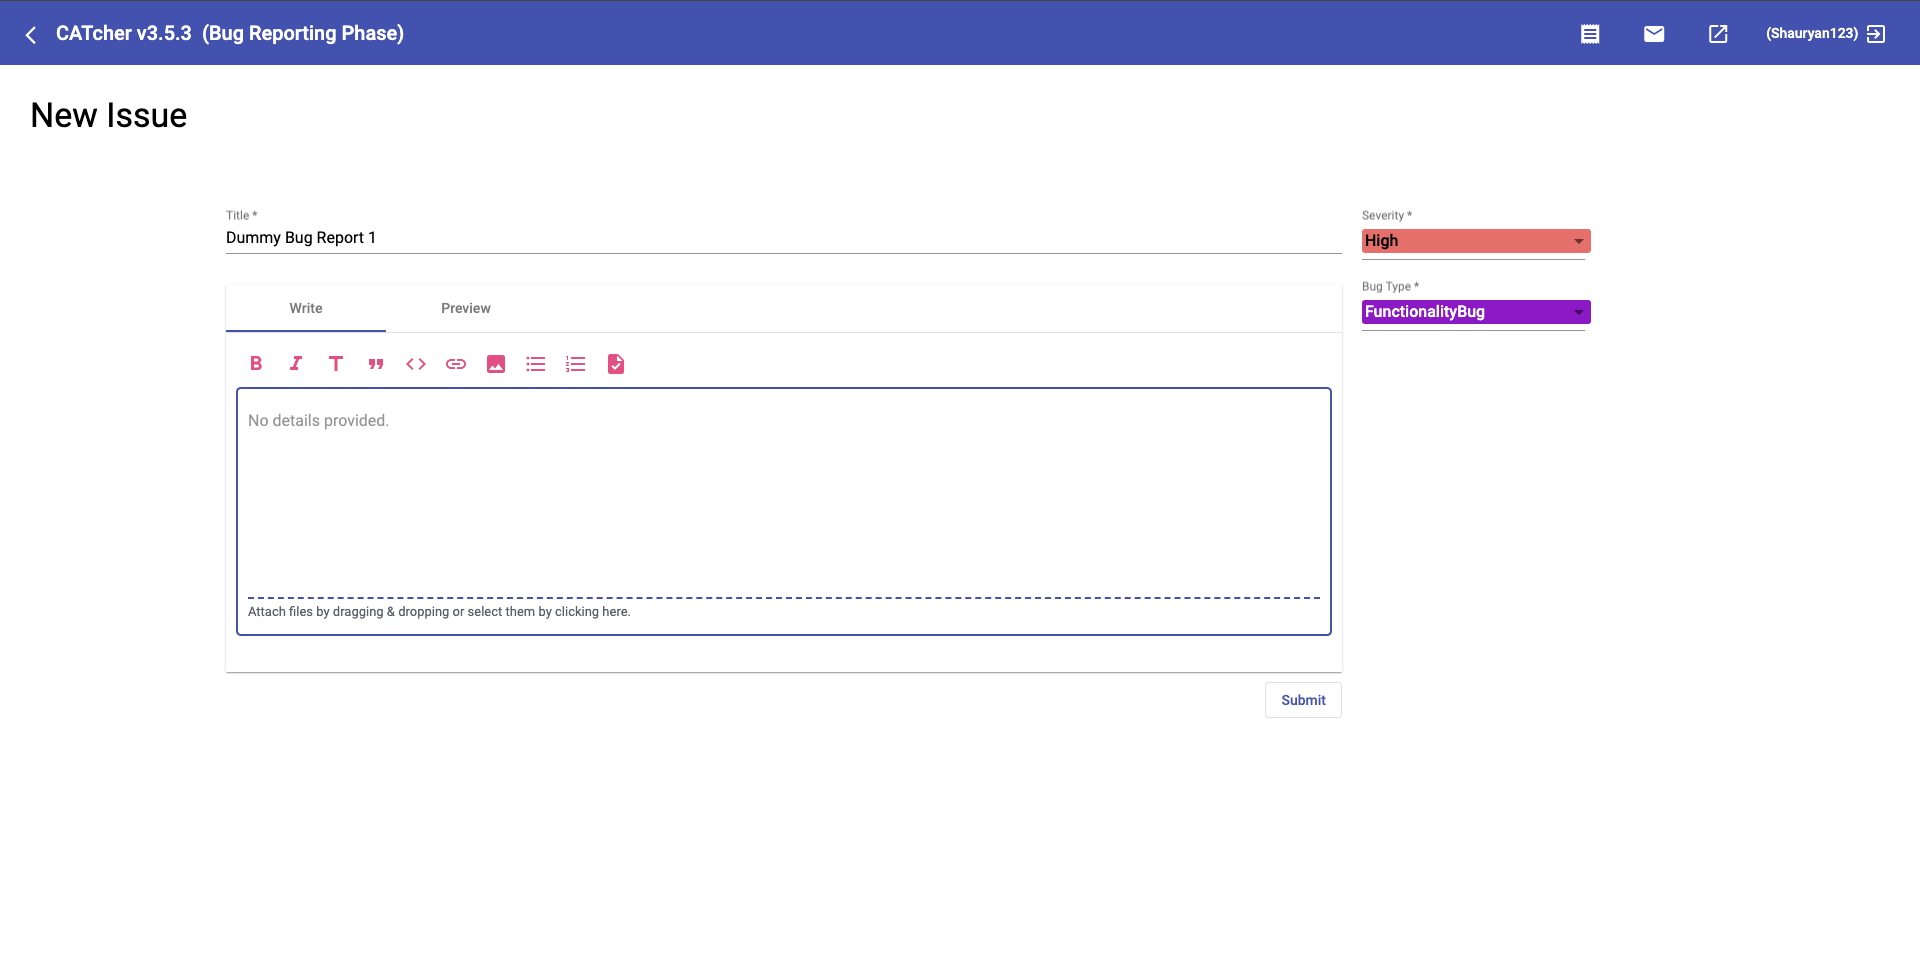 CATcher v3.5.3 (Bug Reporting Phase)
(Shauryan123)
New Issue
Title *
Dummy Bug Report 1
Severity *
High
Bug Type *
FunctionalityBug
Write
Preview
No details provided.
Attach files by dragging & dropping or select them by clicking here.
Submit